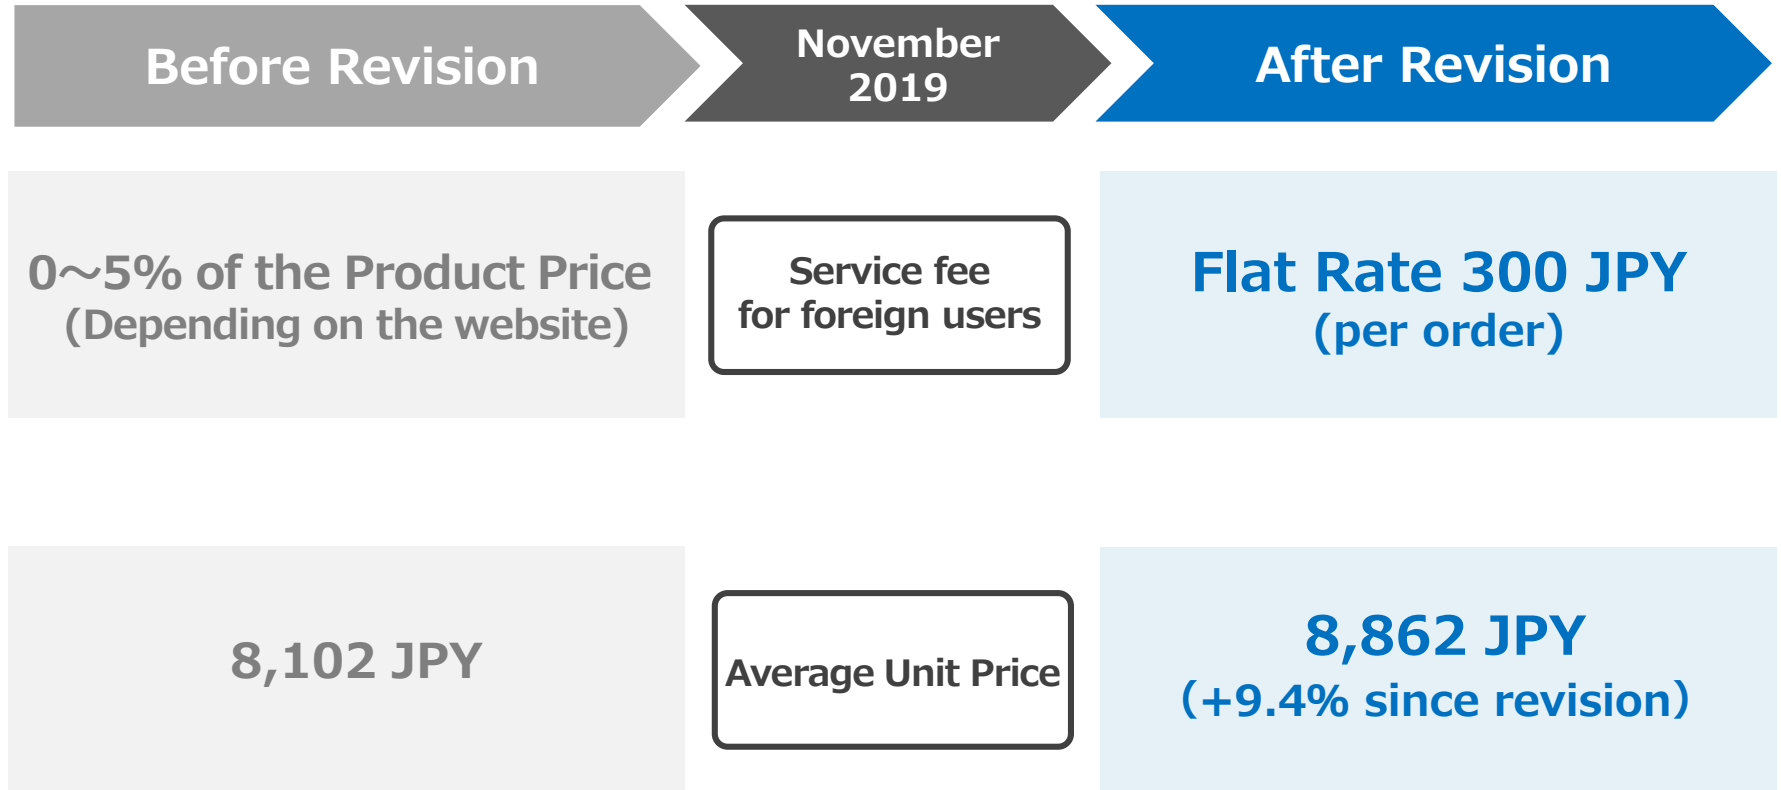 Before Revision
November
2019
After Revision
0～5% of the Product Price
(Depending on the website)
Service fee
for foreign users
Flat Rate 300 JPY
(per order)
8,102 JPY
Average Unit Price
8,862 JPY
（+9.4% since revision）